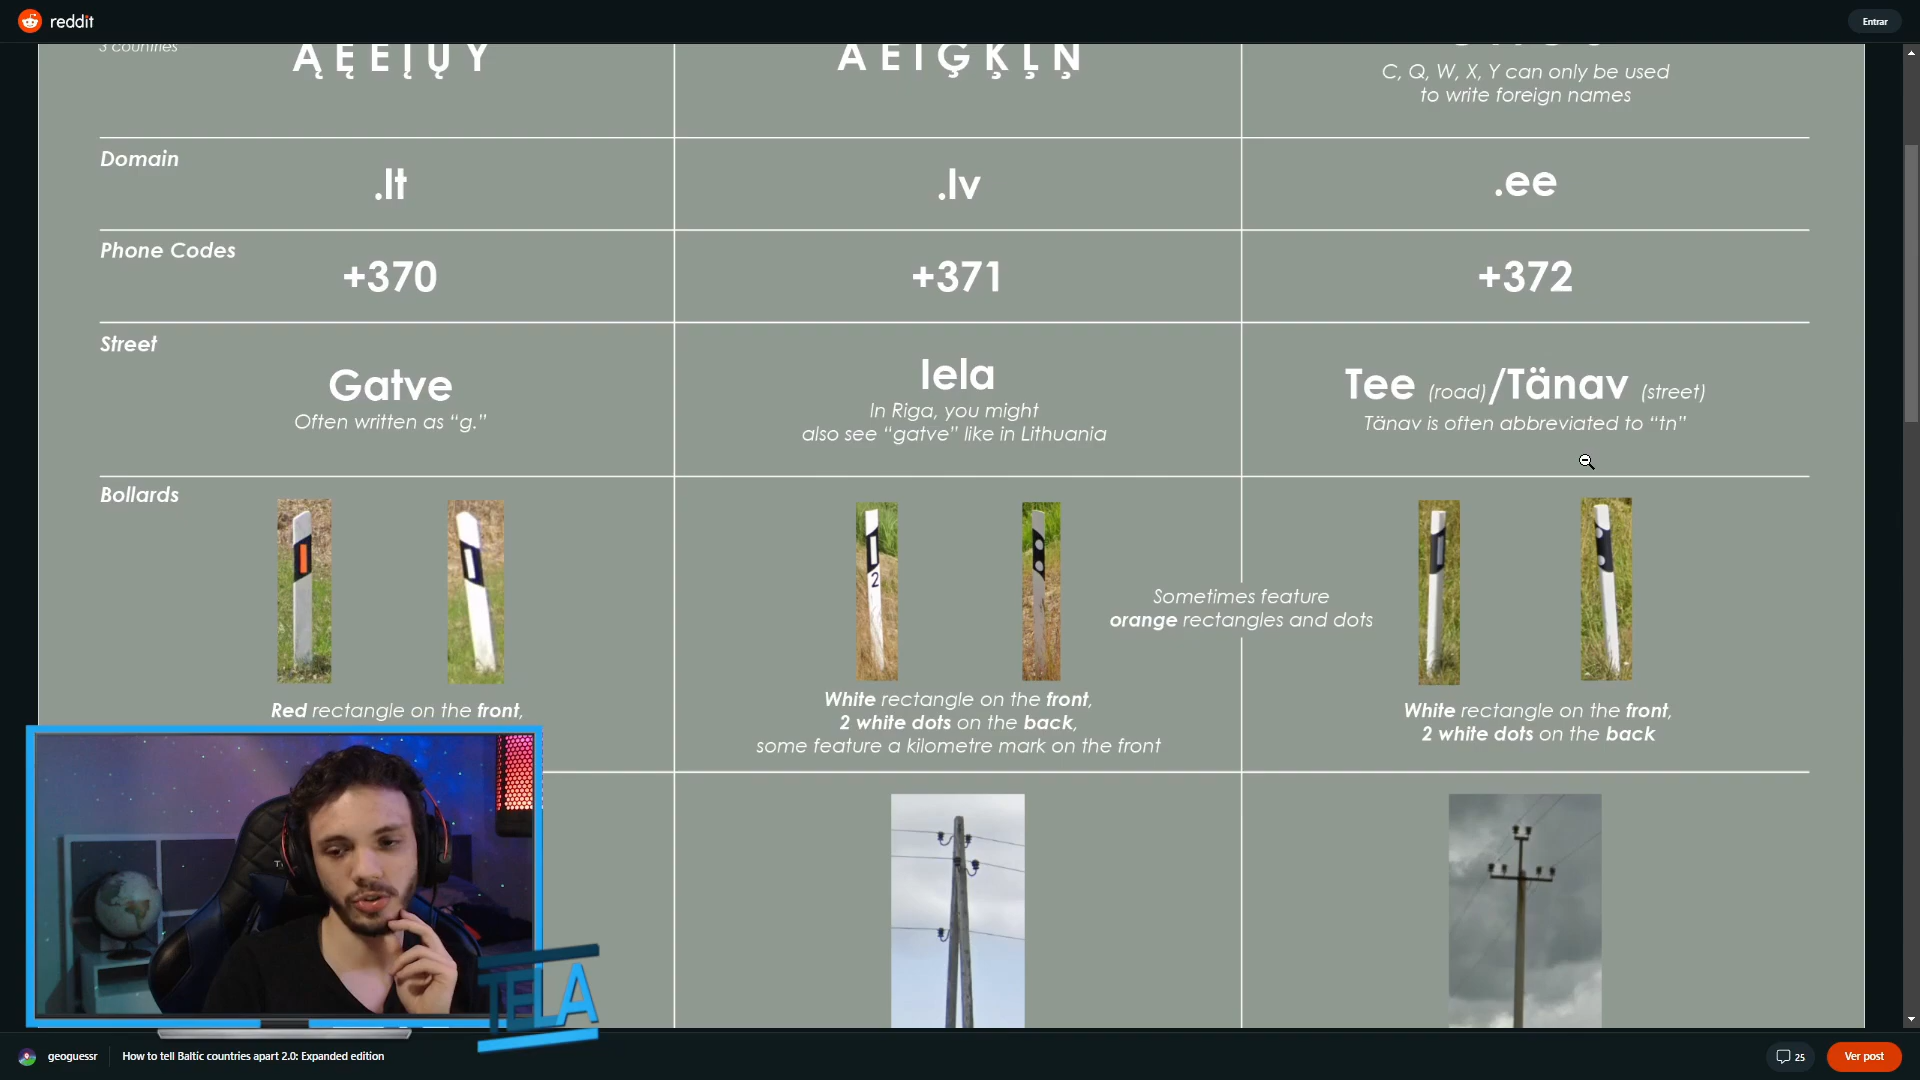 reddit
Entrar
3 countries
C, Q, W, X, Y can only be used
to write foreign names
Domain
.lt
.lv
.ee
Phone Codes
+370
+371
+372
Street
Gatve
Often written as “g.”
Iela
In Riga, you might
also see “gatve” like in Lithuania
Tee (road)/Tänav (street)
Tänav is often abbreviated to “tn”
Bollards
2
Sometimes feature
orange rectangles and dots
Red rectangle on the front,
White rectangle on the front,
2 white dots on the back,
some feature a kilometre mark on the front
White rectangle on the front,
2 white dots on the back
TELA
geoguessr
How to tell Baltic countries apart 2.0: Expanded edition
25
Ver post